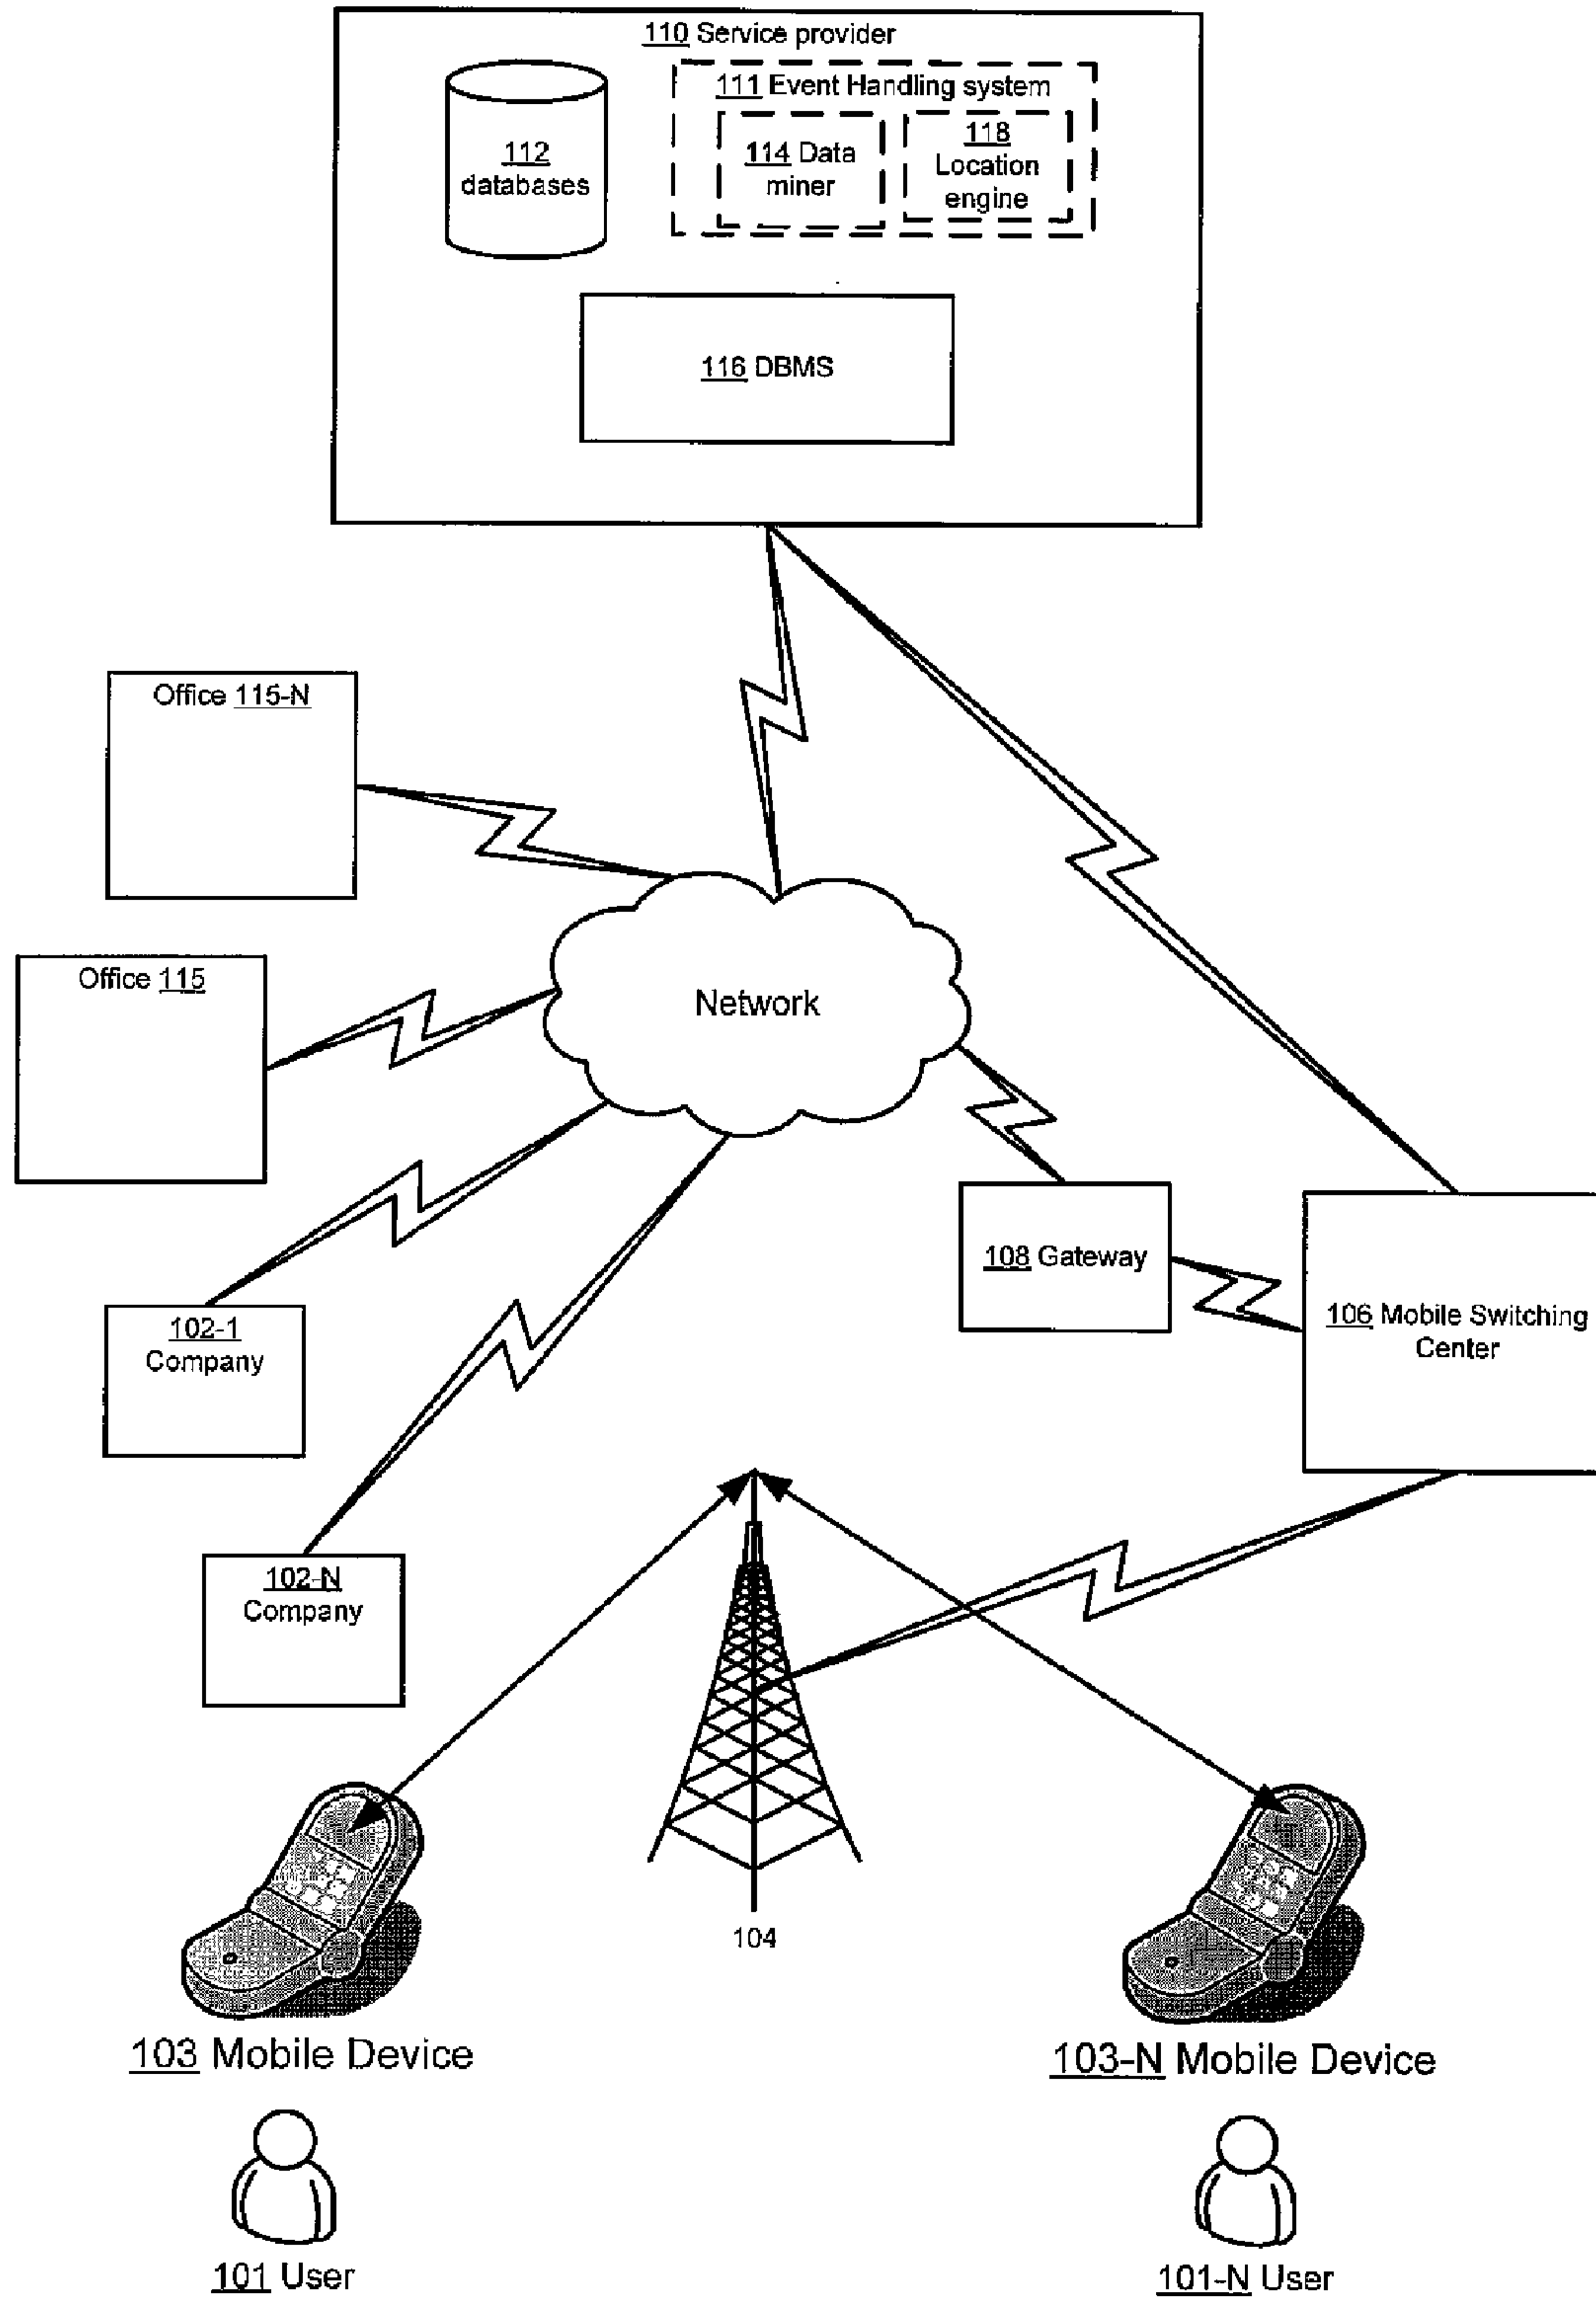 110 Service provider
111 Event Handling system
112
databases
114 Data
miner
118
Location
engine
116 DBMS
Office 115-N
Office 115
Network
108 Gateway
106 Mobile Switching
Center
102-1
Company
102-N
Company
104
103 Mobile Device
103-N Mobile Device
101 User
101-N User